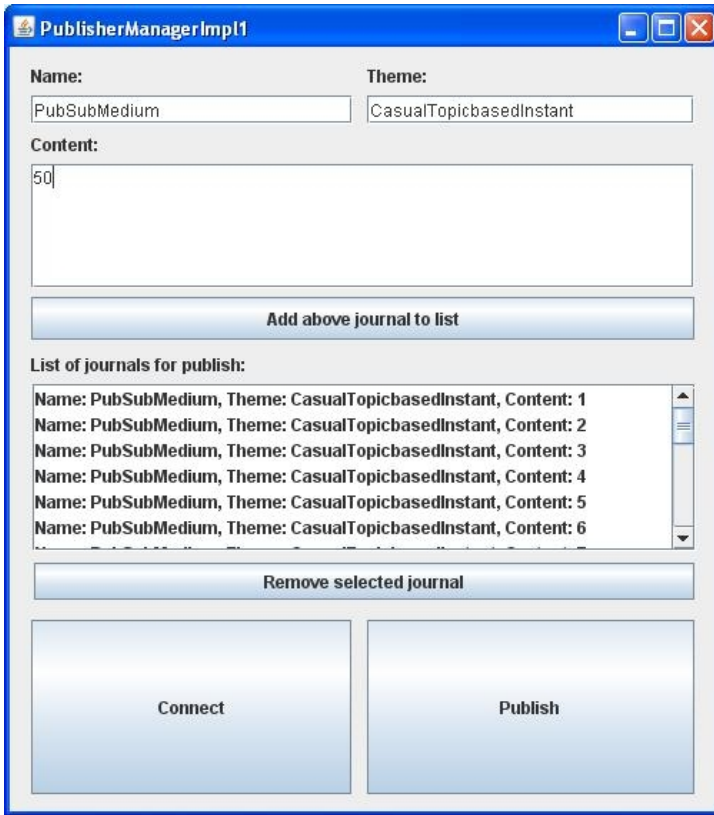 PublisherManagerImpl1
Name: Theme:
PubSubMedium CasualTopicbasedInstant
Content:
50
Add above journal to list
List of journals for publish:
Name: PubSubMedium, Theme: CasualTopicbasedInstant, Content: 1
Name: PubSubMedium, Theme: CasualTopicbasedInstant, Content: 2
Name: PubSubMedium, Theme: CasualTopicbasedInstant, Content: 3
Name: PubSubMedium, Theme: CasualTopicbasedInstant, Content: 4
Name: PubSubMedium, Theme: CasualTopicbasedInstant, Content: 5
Name: PubSubMedium, Theme: CasualTopicbasedInstant, Content: 6
Remove selected journal
Connect Publish